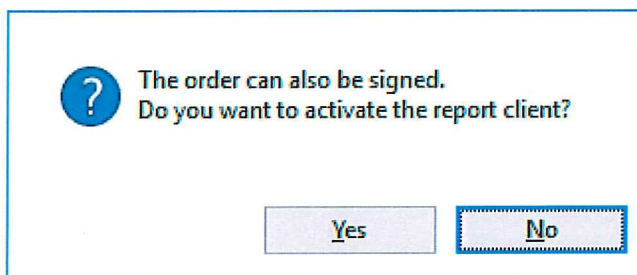 The order can also be signed.
Do you want to activate the report client?
Yes
No